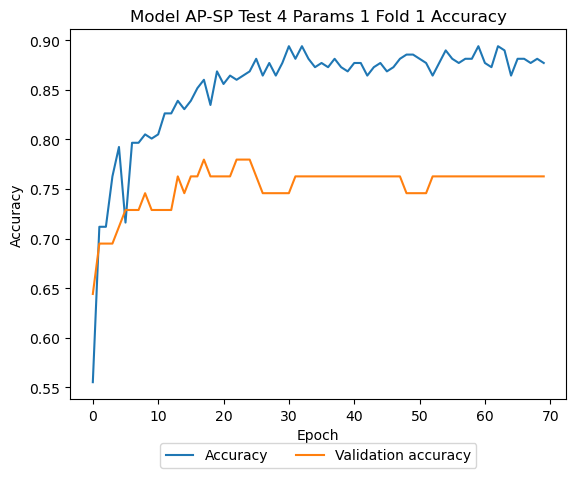 Model AP-SP Test 4 Params 1 Fold 1 Accuracy
0.90
0.85
0.80
0.75
0.70
0.65
0.60
0.55
Accuracy
0 10 20 30 40 50 60 70
Epoch
Accuracy Validation accuracy